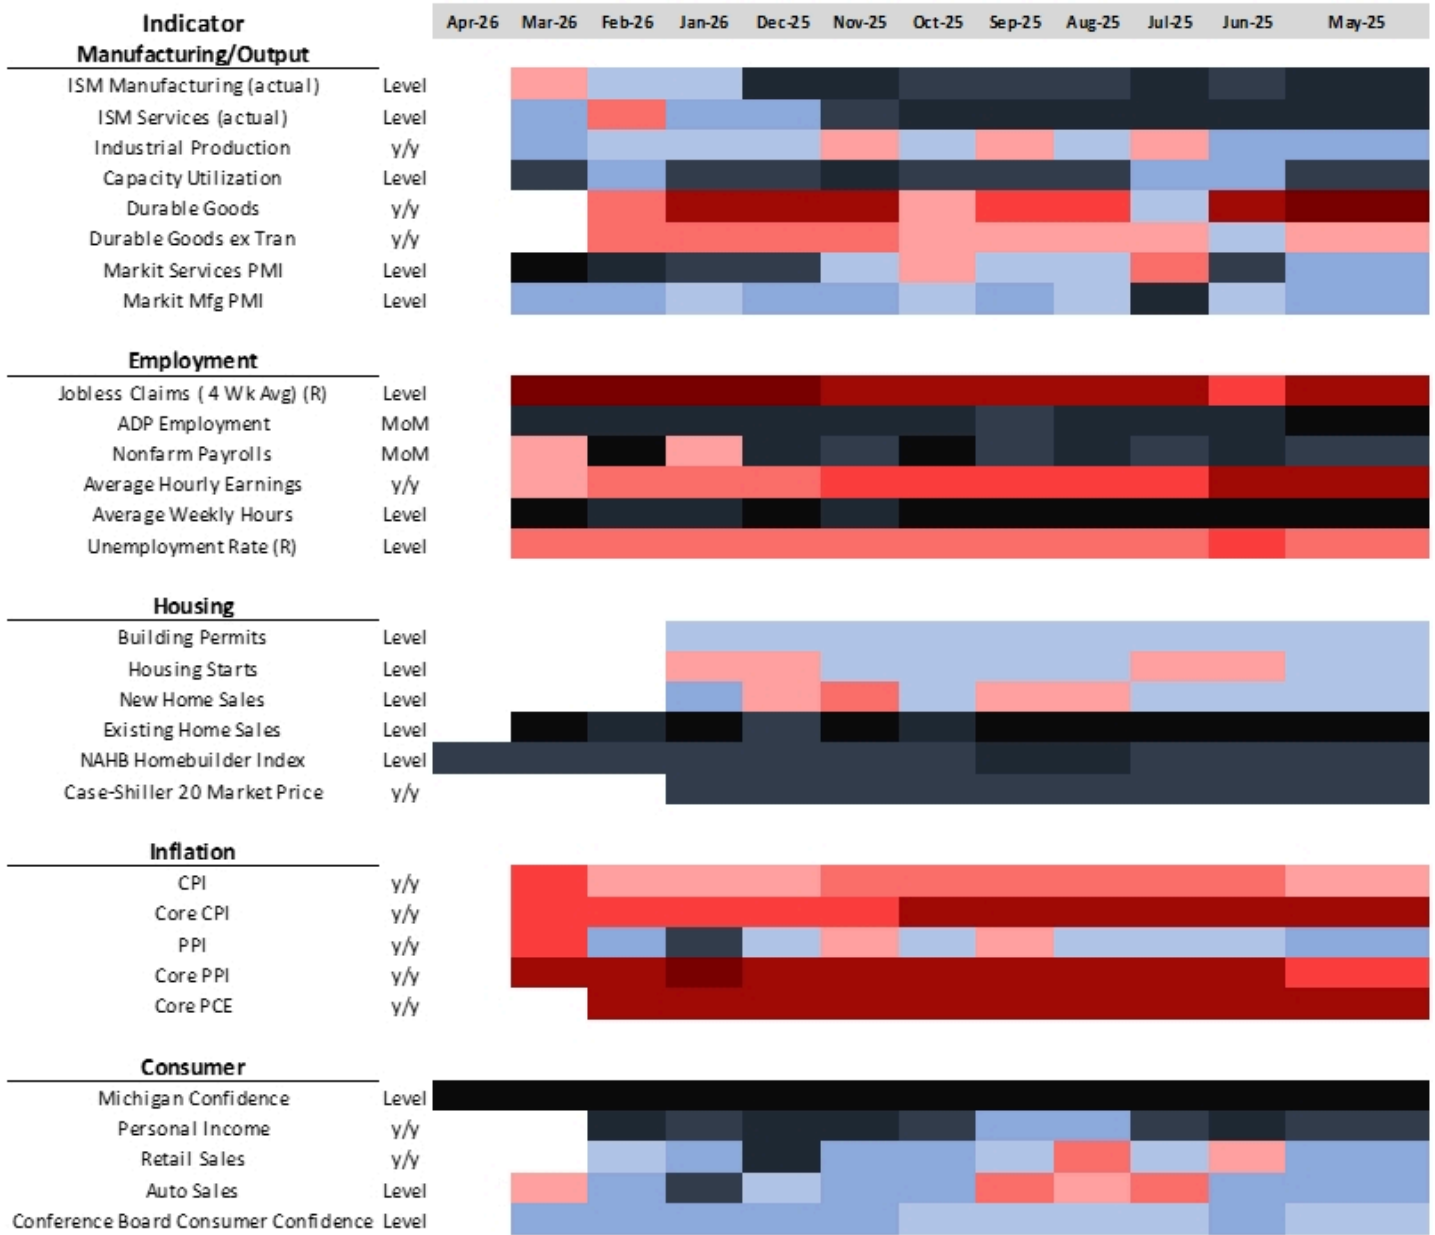 Indicator Apr-26 Mar-26 Feb-26 Jan-26 Dec-25 Nov-25 Oct-25 Sep-25 Aug-25 Jul-25 Jun-25 May-25
Manufacturing/Output
ISM Manufacturing (actual) Level
ISM Services (actual) Level
Industrial Production y/y
Capacity Utilization Level
Durable Goods y/y
Durable Goods ex Tran y/y
Markit Services PMI Level
Markit Mfg PMI Level
Employment
Jobless Claims ( 4 Wk Avg) (R) Level
ADP Employment MoM
Nonfarm Payrolls MoM
Average Hourly Earnings y/y
Average Weekly Hours Level
Unemployment Rate (R) Level
Housing
Building Permits Level
Housing Starts Level
New Home Sales Level
Existing Home Sales Level
NAHB Homebuilder Index Level
Case-Shiller 20 Market Price y/y
Inflation
CPI y/y
Core CPI y/y
PPI y/y
Core PPI y/y
Core PCE y/y
Consumer
Michigan Confidence Level
Personal Income y/y
Retail Sales y/y
Auto Sales Level
Conference Board Consumer Confidence Level